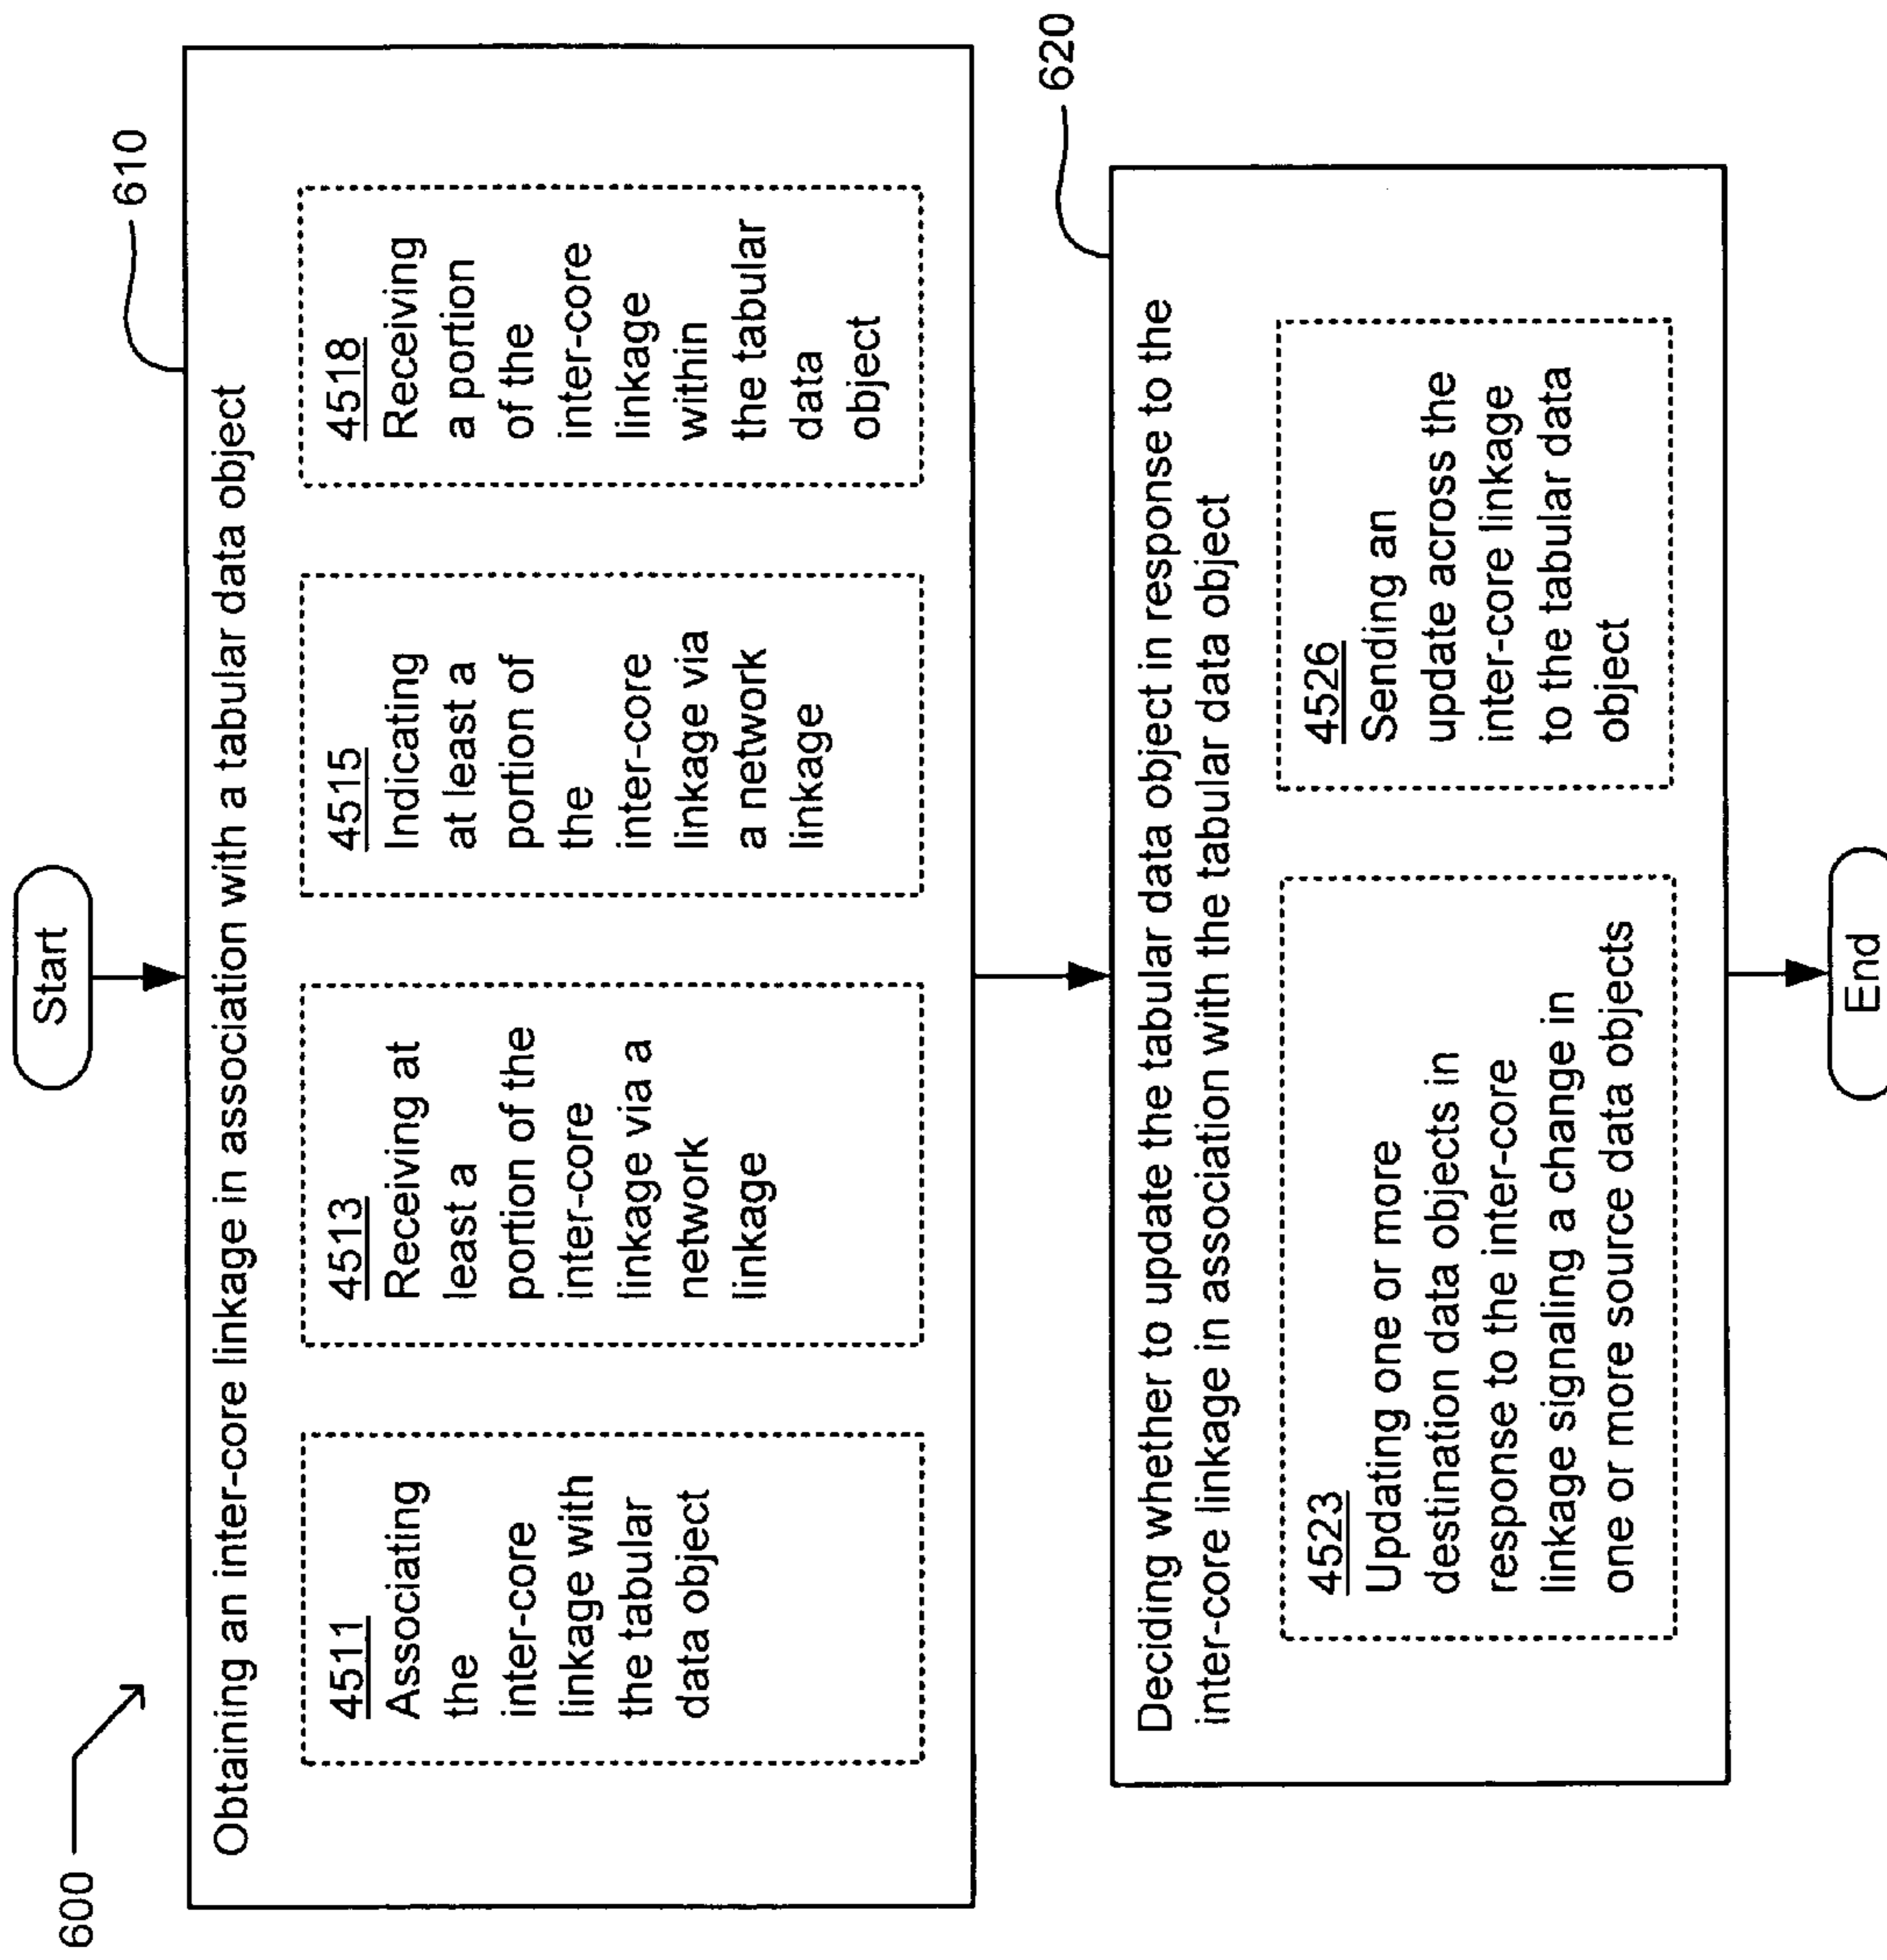 600
Start
610
Obtaining an inter-core linkage in association with a tabular data object
4511
Associating
the
inter-core
linkage with
the tabular
data object
4513
Receiving at
least a
portion of the
inter-core
linkage via a
network
linkage
4515
Indicating
at least a
portion of
the
inter-core
linkage via
a network
linkage
4518
Receiving
a portion
of the
inter-core
linkage
within
the tabular
data
object
620
Deciding whether to update the tabular data object in response to the
inter-core linkage in association with the tabular data object
4523
Updating one or more
destination data objects in
response to the inter-core
linkage signaling a change in
one or more source data objects
4526
Sending an
update across the
inter-core linkage
to the tabular data
object
End